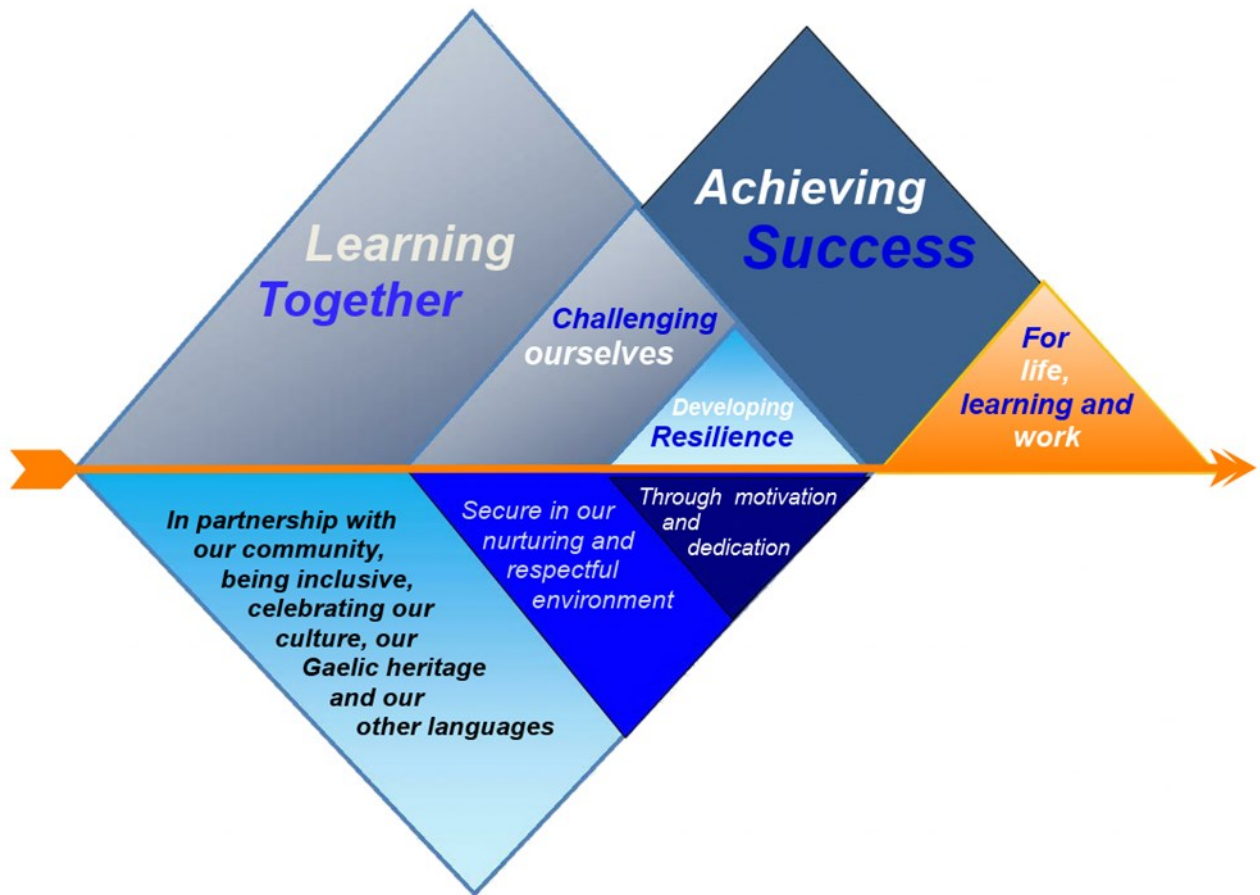 Learning
Together
Challenging
ourselves
Developing
Resilience
Achieving
Success
For
life,
learning and
work
In partnership with
our community,
being inclusive,
celebrating our
culture, our
Gaelic heritage
and our
other languages
Secure in our
nurturing and
respectful
environment
Through motivation
and
dedication